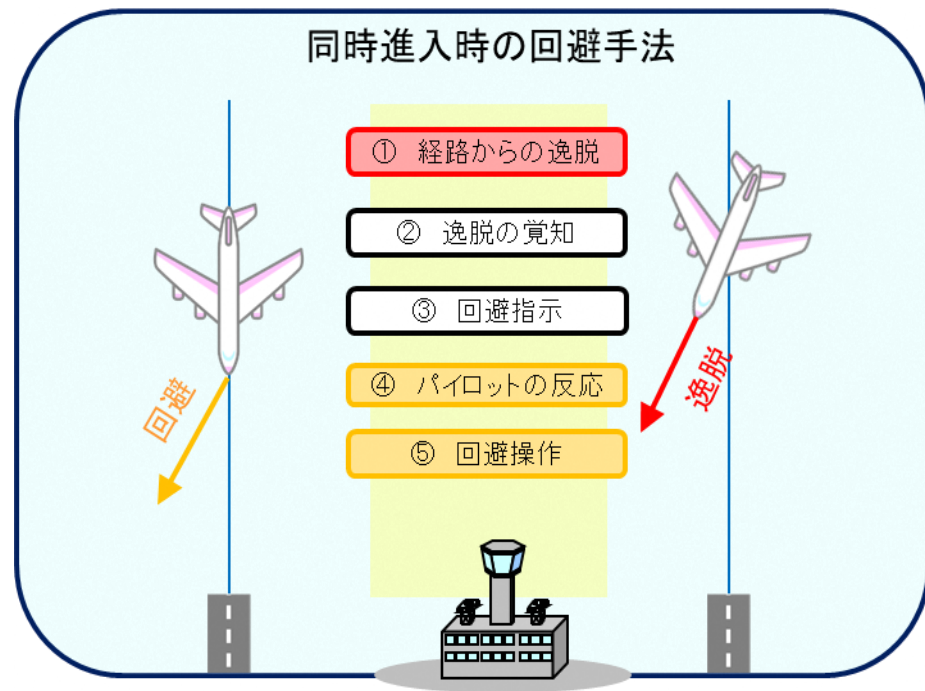 同時進入時の回避手法
① 経路からの逸脱
② 逸脱の覚知
③ 回避指示
④ パイロットの反応
⑤ 回避操作
回避
逸脱